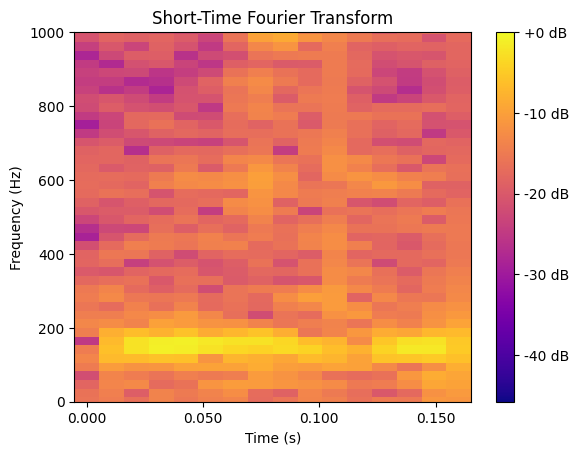 Short-Time Fourier Transform
1000
800
600
400
200
0
Frequency (Hz)
0.000
0.050
0.100
0.150
Time (s)
+0 dB
-10 dB
-20 dB
-30 dB
-40 dB